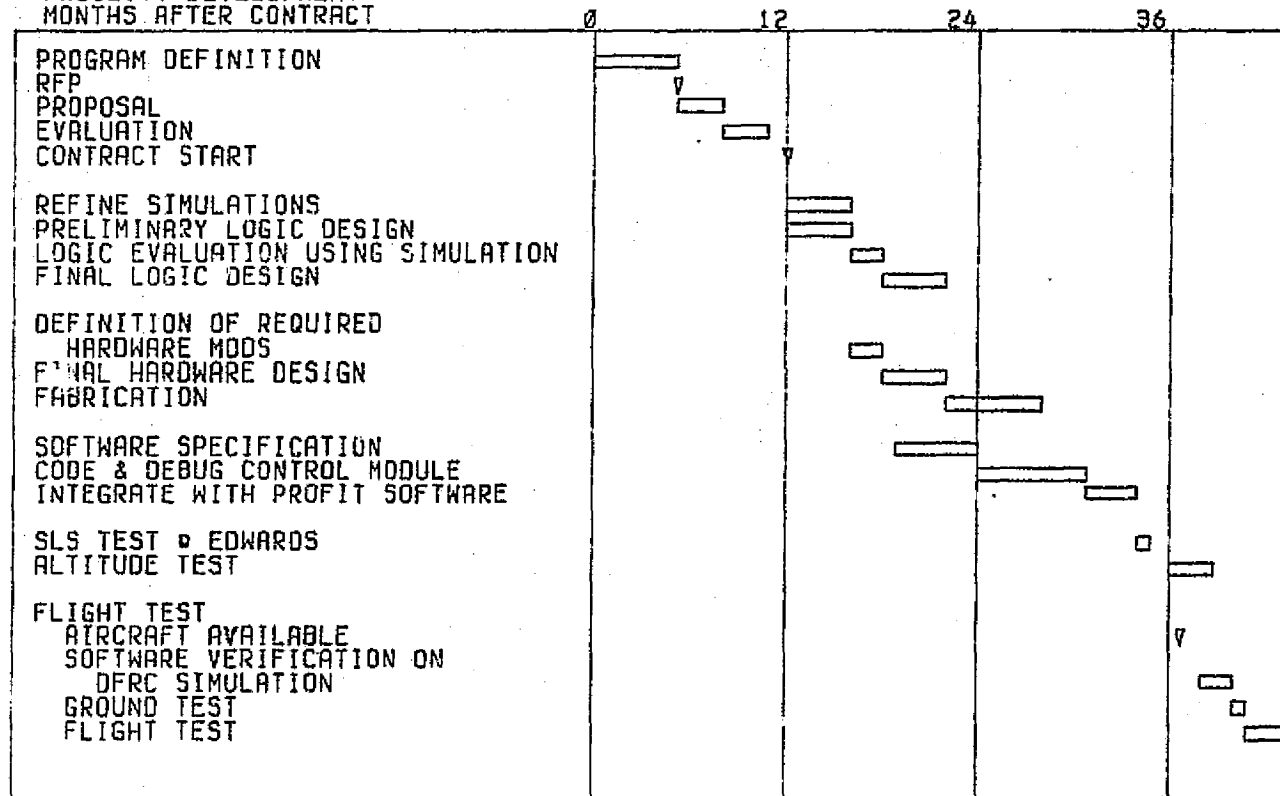 MONTHS AFTER CONTRACT 0 12 24 36
PROGRAM DEFINITION
RFP
PROPOSAL
EVALUATION
CONTRACT START
REFINE SIMULATIONS
PRELIMINARY LOGIC DESIGN
LOGIC EVALUATION USING SIMULATION
FINAL LOGIC DESIGN
DEFINITION OF REQUIRED
HARDWARE MODS
FINAL HARDWARE DESIGN
FABRICATION
SOFTWARE SPECIFICATION
CODE & DEBUG CONTROL MODULE
INTEGRATE WITH PROFIT SOFTWARE
SLS TEST @ EDWARDS
ALTITUDE TEST
FLIGHT TEST
AIRCRAFT AVAILABLE
SOFTWARE VERIFICATION ON
DFRC SIMULATION
GROUND TEST
FLIGHT TEST